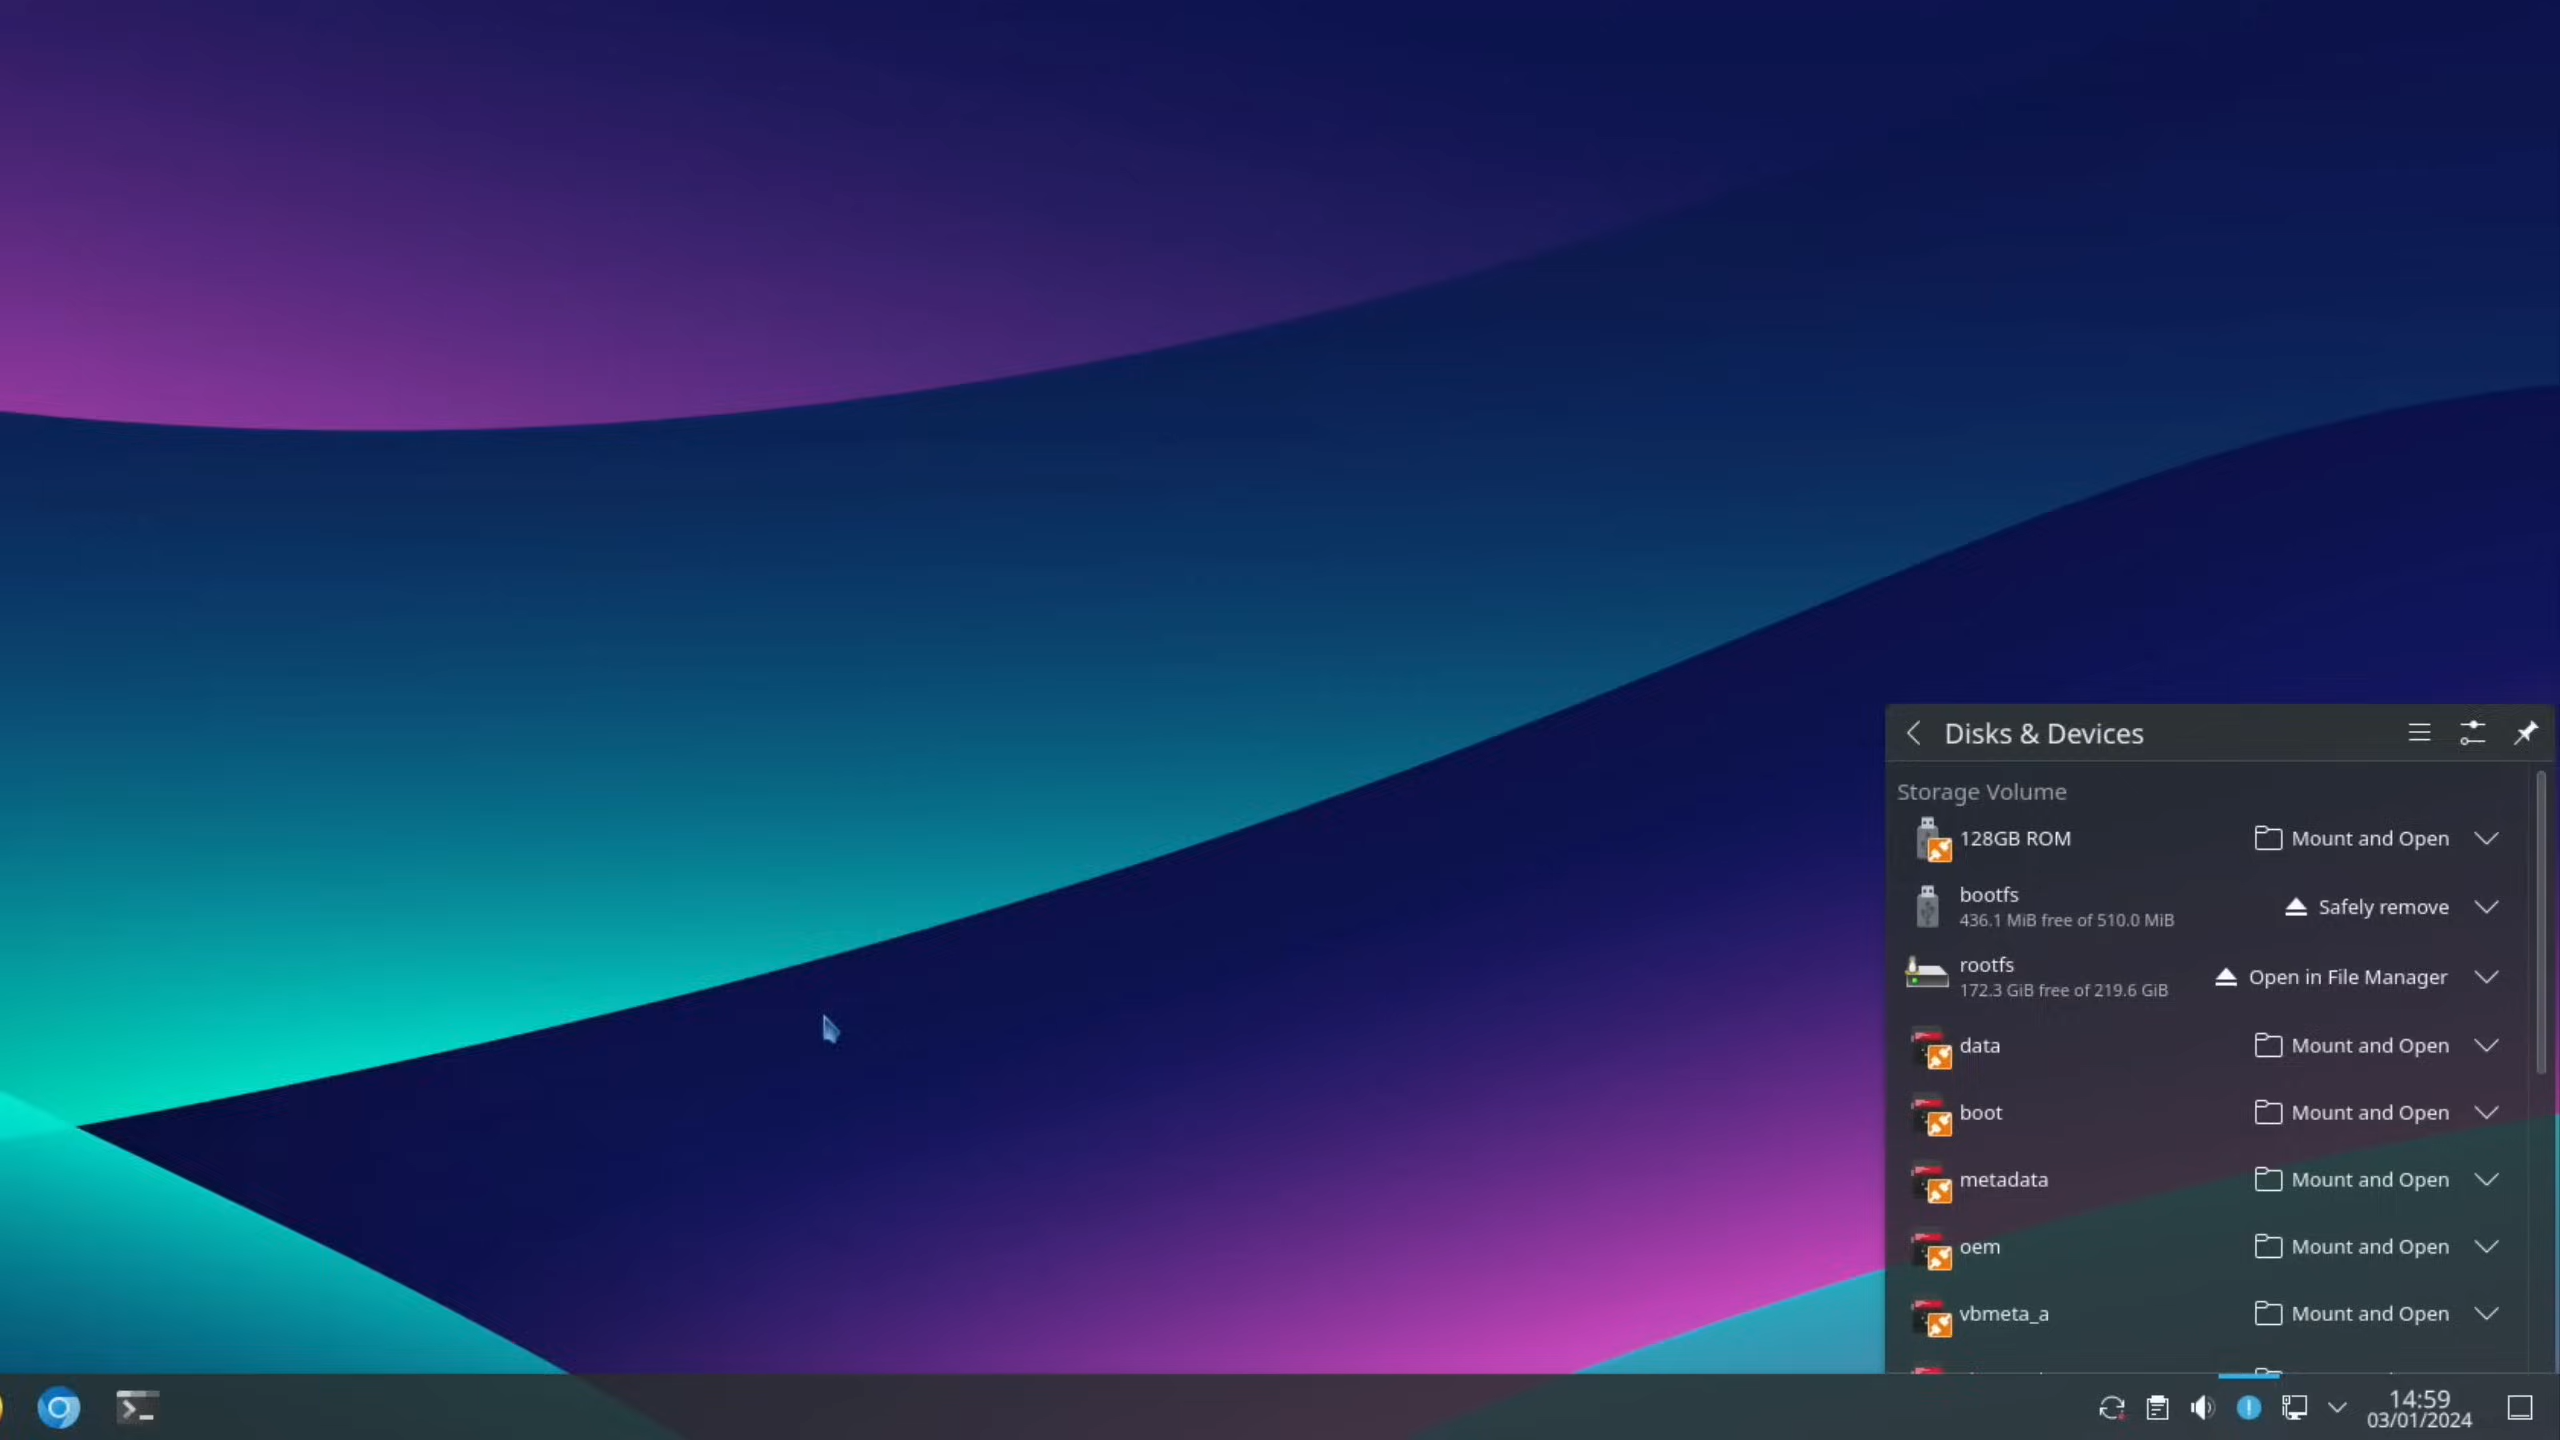 Disks & Devices
Storage Volume
128GB ROM
Mount and Open
bootfs
436.1 MiB free of 510.0 MiB
Safely remove
rootfs
172.3 GiB free of 219.6 GiB
Open in File Manager
data
Mount and Open
boot
Mount and Open
metadata
Mount and Open
oem
Mount and Open
vbmeta_a
Mount and Open
14:59
03/01/2024